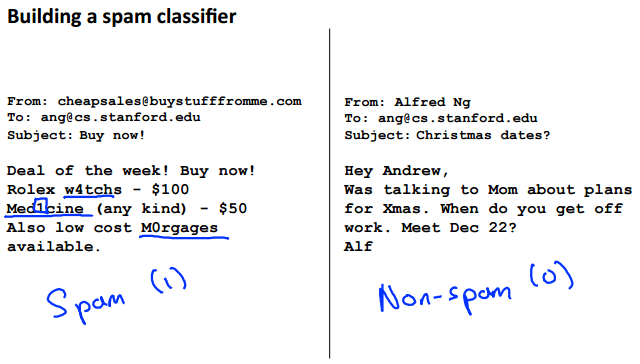 Building a spam classifier
From: cheapsales@buystufffromme.com
To: ang@cs.stanford.edu
Subject: Buy now!
Deal of the week! Buy now!
Rolex w4tchs - $100
Med1cine (any kind) - $50
Also low cost M0rgages
available.
Spam (1)
From: Alfred Ng
To: ang@cs.stanford.edu
Subject: Christmas dates?
Hey Andrew,
Was talking to Mom about plans
for Xmas. When do you get off
work. Meet Dec 22?
Alf
Non-spam (0)